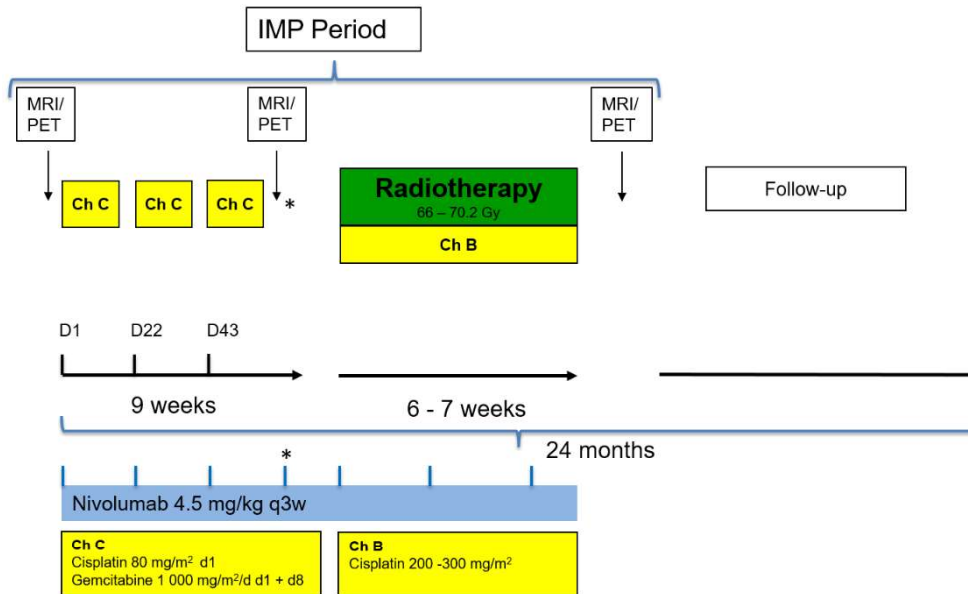 IMP Period
MRI/
PET
MRI/
PET
MRI/
PET
Ch C
Ch C
Ch C
*
Radiotherapy
66 – 70.2 Gy
Ch B
Follow-up
D1
D22
D43
9 weeks
6 - 7 weeks
24 months
*
Nivolumab 4.5 mg/kg q3w
Ch C
Cisplatin 80 mg/m² d1
Gemcitabine 1 000 mg/m²/d d1 + d8
Ch B
Cisplatin 200 -300 mg/m²